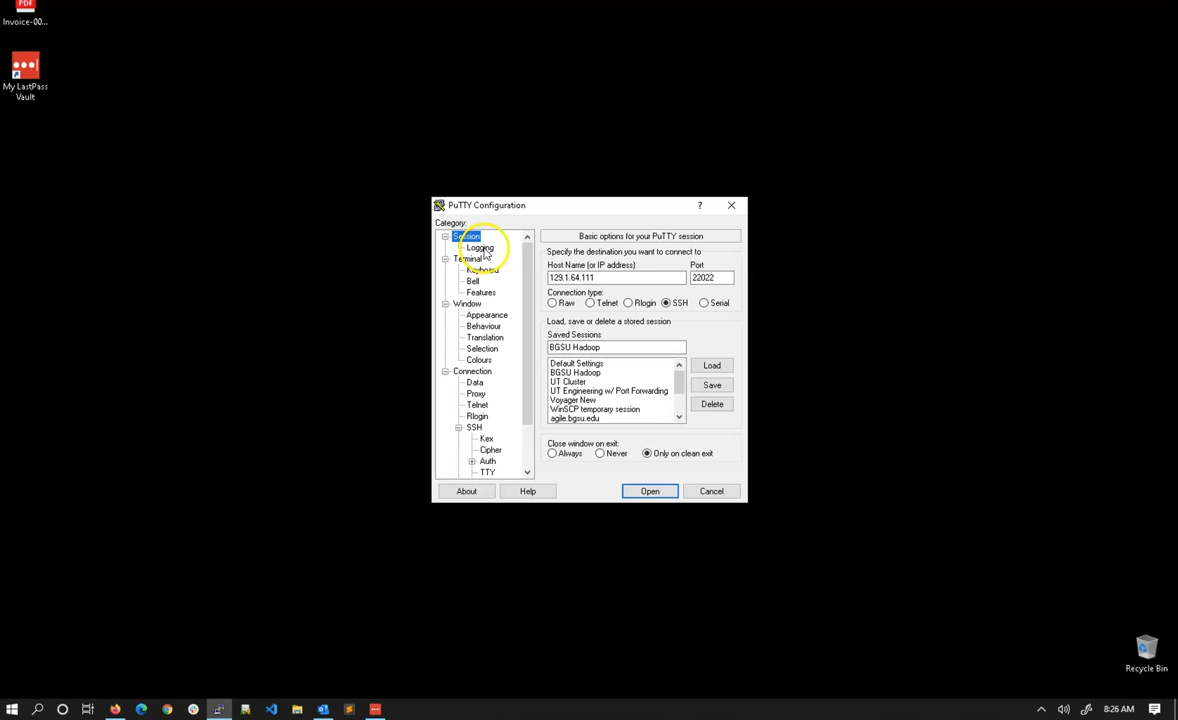 Invoice-00...
My LastPass
Vault
PuTTY Configuration
?
Category:
Session
Logging
Terminal
Keyboard
Bell
Features
Window
Appearance
Behaviour
Translation
Selection
Colours
Connection
Data
Proxy
Telnet
Rlogin
SSH
Kex
Cipher
Auth
TTY
Basic options for your PuTTY session
Specify the destination you want to connect to
Host Name (or IP address)
Port
129.1.64.111
22022
Connection type:
Raw
Telnet
Rlogin
SSH
Serial
Load, save or delete a stored session
Saved Sessions
BGSU Hadoop
Default Settings
BGSU Hadoop
UT Cluster
UT Engineering w/ Port Forwarding
Voyager New
WinSCP temporary session
agile.bgsu.edu
Load
Save
Delete
Close window on exit:
Always
Never
Only on clean exit
About
Help
Open
Cancel
Recycle Bin
8:26 AM